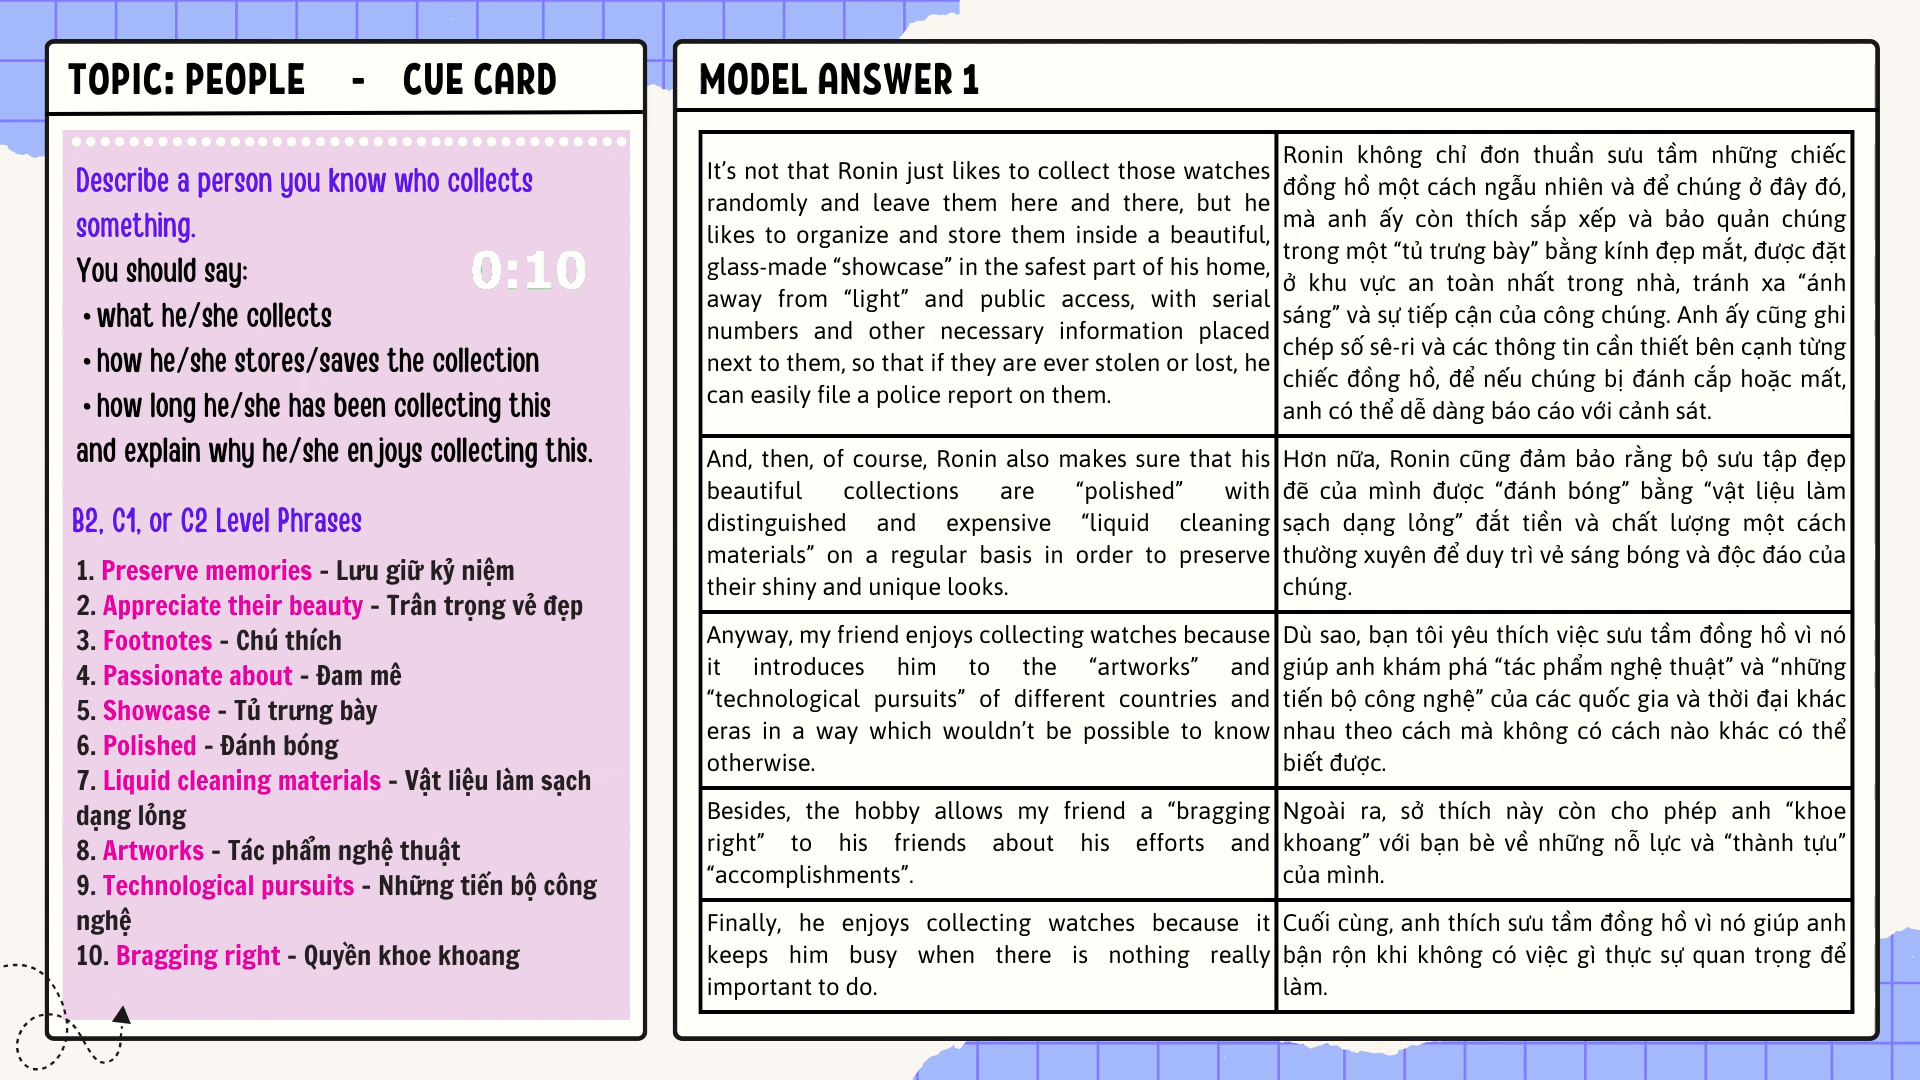 TOPIC: PEOPLE - CUE CARD
Describe a person you know who collects
something.
You should say:
0:10
• what he/she collects
• how he/she stores/saves the collection
• how long he/she has been collecting this
and explain why he/she enjoys collecting this.
B2, C1, or C2 Level Phrases
1. Preserve memories - Lưu giữ kỷ niệm
2. Appreciate their beauty - Trân trọng vẻ đẹp
3. Footnotes - Chú thích
4. Passionate about - Đam mê
5. Showcase - Tủ trưng bày
6. Polished - Đánh bóng
7. Liquid cleaning materials - Vật liệu làm sạch
dạng lỏng
8. Artworks - Tác phẩm nghệ thuật
9. Technological pursuits - Những tiến bộ công
nghệ
10. Bragging right - Quyền khoe khoang
MODEL ANSWER 1
It’s not that Ronin just likes to collect those watches
randomly and leave them here and there, but he
likes to organize and store them inside a beautiful,
glass-made “showcase” in the safest part of his home,
away from “light” and public access, with serial
numbers and other necessary information placed
next to them, so that if they are ever stolen or lost, he
can easily file a police report on them.
Ronin không chỉ đơn thuần sưu tầm những chiếc
đồng hồ một cách ngẫu nhiên và để chúng ở đây đó,
mà anh ấy còn thích sắp xếp và bảo quản chúng
trong một “tủ trưng bày” bằng kính đẹp mắt, được đặt
ở khu vực an toàn nhất trong nhà, tránh xa “ánh
sáng” và sự tiếp cận của công chúng. Anh ấy cũng ghi
chép số sê-ri và các thông tin cần thiết bên cạnh từng
chiếc đồng hồ, để nếu chúng bị đánh cắp hoặc mất,
anh có thể dễ dàng báo cáo với cảnh sát.
And, then, of course, Ronin also makes sure that his
beautiful collections are “polished” with
distinguished and expensive “liquid cleaning
materials” on a regular basis in order to preserve
their shiny and unique looks.
Hơn nữa, Ronin cũng đảm bảo rằng bộ sưu tập đẹp
đẽ của mình được “đánh bóng” bằng “vật liệu làm
sạch dạng lỏng” đắt tiền và chất lượng một cách
thường xuyên để duy trì vẻ sáng bóng và độc đáo của
chúng.
Anyway, my friend enjoys collecting watches because
it introduces him to the “artworks” and
“technological pursuits” of different countries and
eras in a way which wouldn’t be possible to know
otherwise.
Dù sao, bạn tôi yêu thích việc sưu tầm đồng hồ vì nó
giúp anh khám phá “tác phẩm nghệ thuật” và “những
tiến bộ công nghệ” của các quốc gia và thời đại khác
nhau theo cách mà không có cách nào khác có thể
biết được.
Besides, the hobby allows my friend a “bragging
right” to his friends about his efforts and
“accomplishments”.
Ngoài ra, sở thích này còn cho phép anh “khoe
khoang” với bạn bè về những nỗ lực và “thành tựu”
của mình.
Finally, he enjoys collecting watches because it
keeps him busy when there is nothing really
important to do.
Cuối cùng, anh thích sưu tầm đồng hồ vì nó giúp anh
bận rộn khi không có việc gì thực sự quan trọng để
làm.